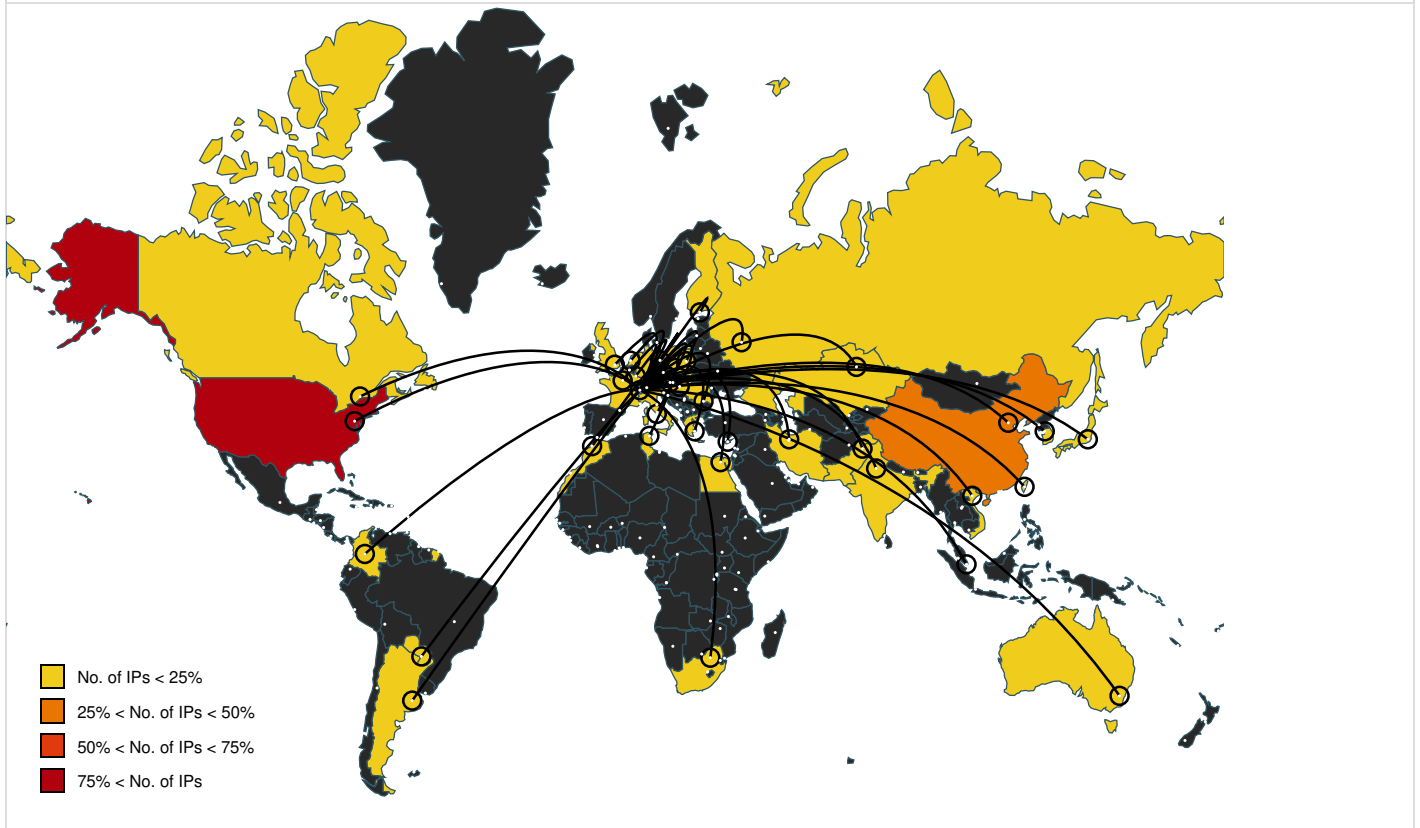 No. of IPs < 25%
25% < No. of IPs < 50%
50% < No. of IPs < 75%
75% < No. of IPs